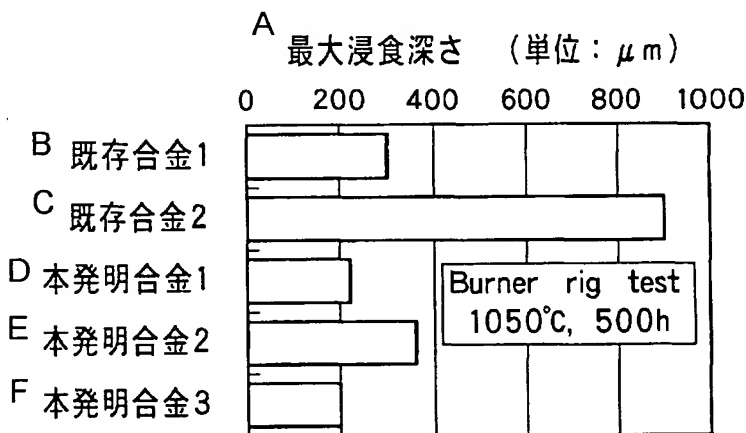 A 最大浸食深さ (単位：μm)
0 200 400 600 800 1000
B 既存合金1
C 既存合金2
D 本発明合金1
E 本発明合金2
F 本発明合金3
Burner rig test
1050℃, 500h